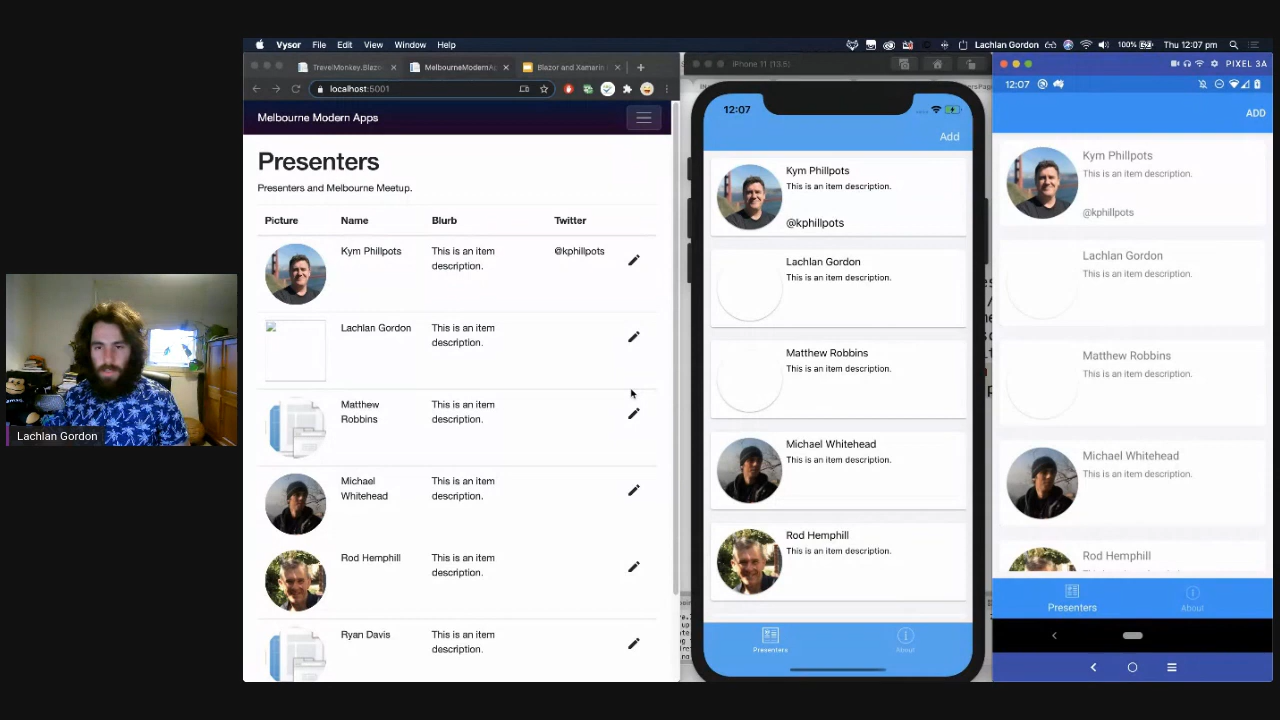 Vysor File Edit View Window Help
Lachlan Gordon 100% Thu 12:07 pm
TravelMonkey.Blazo
MelbourneModernAp
Blazor and Xamarin
localhost:5001
Melbourne Modern Apps
Presenters
Presenters and Melbourne Meetup.
Picture Name Blurb Twitter
Kym Phillpots This is an item @kphillpots
description.
Lachlan Gordon This is an item
description.
Matthew This is an item
Robbins description.
Michael This is an item
Whitehead description.
Rod Hemphill This is an item
description.
Ryan Davis This is an item
description.
Lachlan Gordon
iPhone 11 (13.5)
12:07
Add
Kym Phillpots
This is an item description.
@kphillpots
Lachlan Gordon
This is an item description.
Matthew Robbins
This is an item description.
Michael Whitehead
This is an item description.
Rod Hemphill
This is an item description.
Presenters About
PIXEL 3A
12:07
ADD
Kym Phillpots
This is an item description.
@kphillpots
Lachlan Gordon
This is an item description.
Matthew Robbins
This is an item description.
Michael Whitehead
This is an item description.
Rod Hemphill
Presenters About